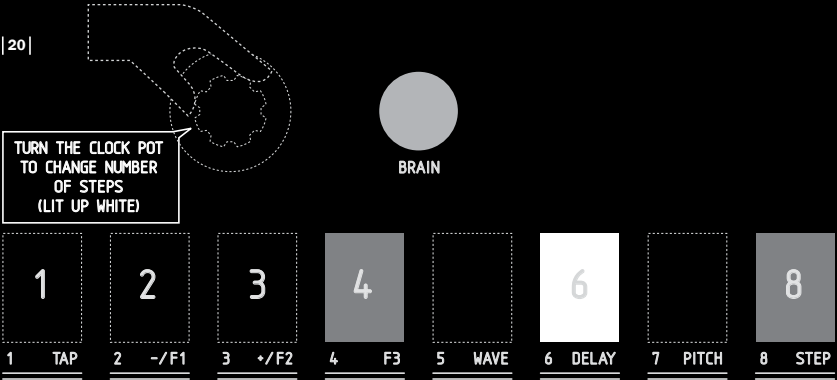 |20|
TURN THE CLOCK POT
TO CHANGE NUMBER
OF STEPS
(LIT UP WHITE)
BRAIN
1 2 3 4 6 8
1 TAP 2 -/F1 3 +/F2 4 F3 5 WAVE 6 DELAY 7 PITCH 8 STEP